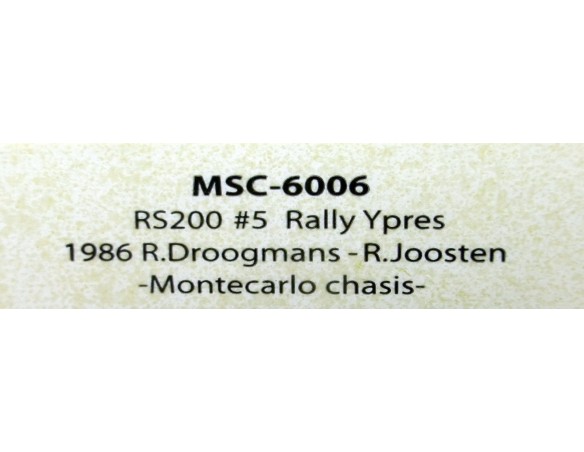 MSC-6006
RS200 #5 Rally Ypres
1986 R.Droogmans - R.Joosten
-Montecarlo chasis-